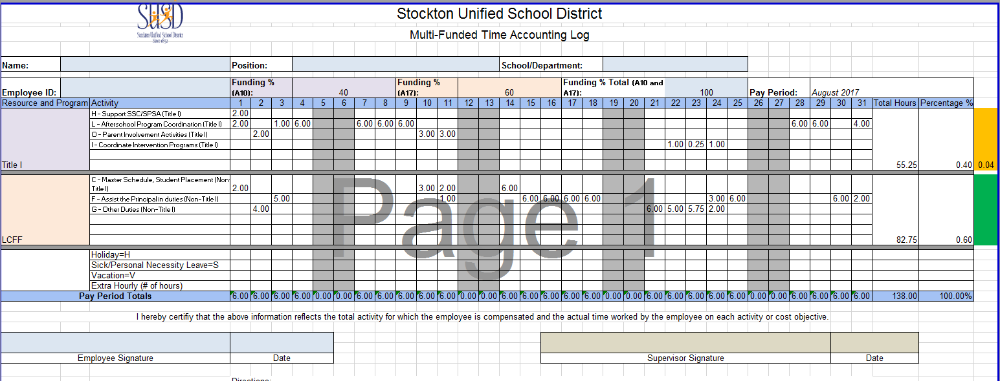 SUSD
Stockton Unified School District
Since 1852
Stockton Unified School District
Multi-Funded Time Accounting Log
Name: Position: School/Department:
Employee ID: Funding % (A10): 40 Funding % (A17): 60 Funding % Total (A10 and A17): 100 Pay Period: August 2017
Resource and Program Activity 1 2 3 4 5 6 7 8 9 10 11 12 13 14 15 16 17 18 19 20 21 22 23 24 25 26 27 28 29 30 31 Total Hours Percentage %
H - Support SSC/SPSA (Title I) 2.00
L - Afterschool Program Coordination (Title I) 2.00 1.00 6.00 6.00 6.00 6.00 6.00 6.00 4.00
O - Parent Involvement Activities (Title I) 2.00 3.00 3.00
I - Coordinate Intervention Programs (Title I) 1.00 0.25 1.00
Title I 55.25 0.40 0.04
C - Master Schedule, Student Placement (Non-
Title I) 2.00 3.00 2.00 6.00
F - Assist the Principal in duties (Non-Title I) 5.00 1.00 6.00 6.00 6.00 6.00 3.00 6.00 6.00 2.00
G - Other Duties (Non-Title I) 4.00 6.00 5.00 5.75 2.00
Page 1
LCFF 82.75 0.60
Holiday=H
Sick/Personal Necessity Leave=S
Vacation=V
Extra Hourly (# of hours)
Pay Period Totals 6.00 6.00 6.00 6.00 0.00 0.00 6.00 6.00 6.00 6.00 6.00 0.00 0.00 6.00 6.00 6.00 6.00 6.00 0.00 0.00 6.00 6.00 6.00 6.00 6.00 0.00 0.00 6.00 6.00 6.00 6.00 138.00 100.00%
I hereby certifiy that the above information reflects the total activity for which the employee is compensated and the actual time worked by the employee on each activity or cost objective.
Employee Signature Date Supervisor Signature Date
Directions: